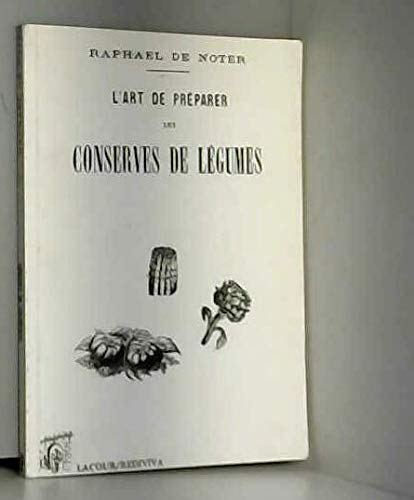 RAPHAEL DE NOTER
L'ART DE PRÉPARER
LES
CONSERVES DE LÉGUMES
LACOUR/REDIVIVA